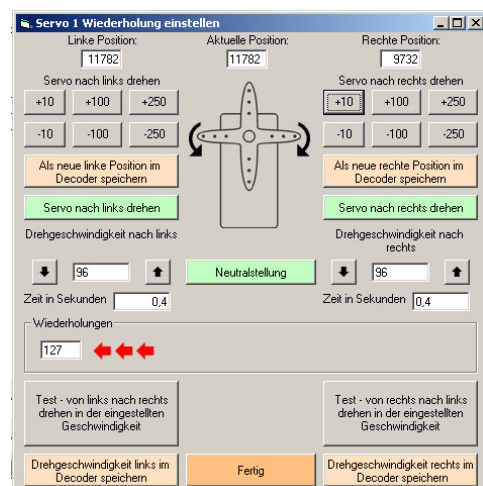 Servo 1 Wiederholung einstellen
Linke Position:
Aktuelle Position:
Rechte Position:
11782
11782
9732
Servo nach links drehen
Servo nach rechts drehen
+10
+100
+250
+10
+100
+250
-10
-100
-250
-10
-100
-250
Als neue linke Position im
Decoder speichern
Als neue rechte Position im
Decoder speichern
Servo nach links drehen
Servo nach rechts drehen
Drehgeschwindigkeit nach links
Drehgeschwindigkeit nach
rechts
96
Neutralstellung
96
Zeit in Sekunden
0,4
Zeit in Sekunden
0,4
Wiederholungen
127
Test - von links nach rechts
drehen in der eingestellten
Geschwindigkeit
Test - von rechts nach links
drehen in der eingestellten
Geschwindigkeit
Drehgeschwindigkeit links im
Decoder speichern
Fertig
Drehgeschwindigkeit rechts im
Decoder speichern